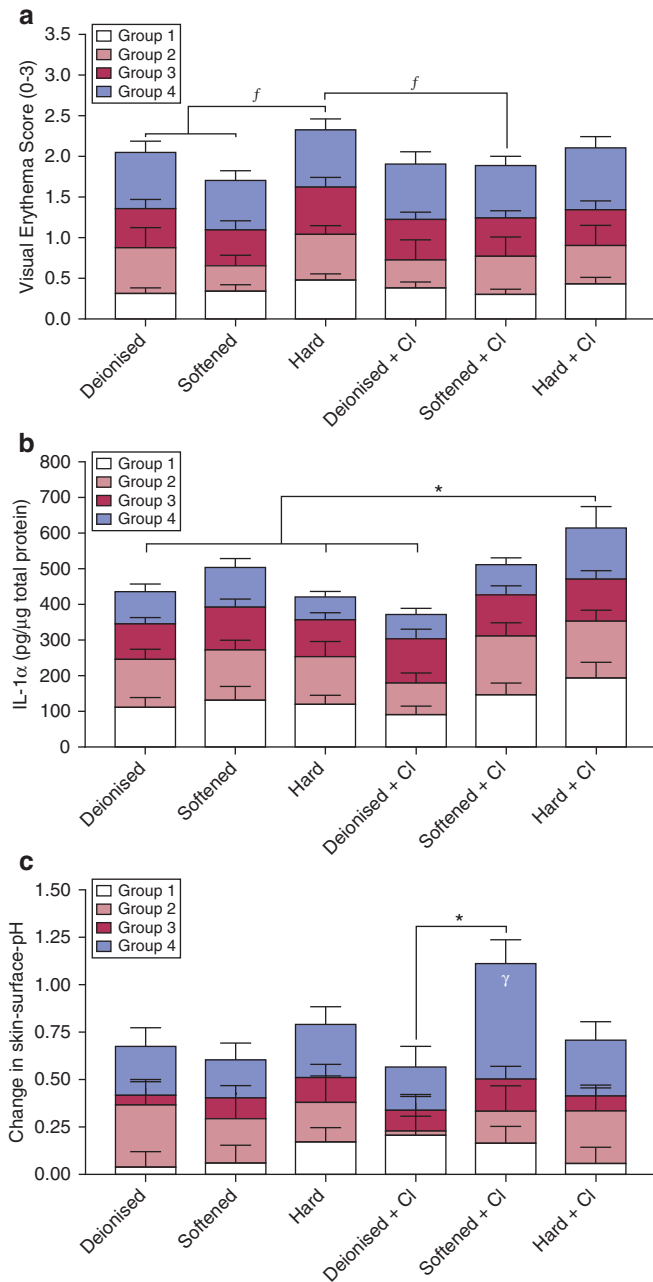 a
Visual Erythema Score (0-3)
3.5
3.0
2.5
2.0
1.5
1.0
0.5
0.0
Group 1
Group 2
Group 3
Group 4
f
f
Deionised
Softened
Hard
Deionised + Cl
Softened + Cl
Hard + Cl
b
IL-1α (pg/μg total protein)
800
700
600
500
400
300
200
100
0
Group 1
Group 2
Group 3
Group 4
*
Deionised
Softened
Hard
Deionised + Cl
Softened + Cl
Hard + Cl
c
Change in skin-surface-pH
1.50
1.25
1.00
0.75
0.50
0.25
0.00
Group 1
Group 2
Group 3
Group 4
*
γ
Deionised
Softened
Hard
Deionised + Cl
Softened + Cl
Hard + Cl